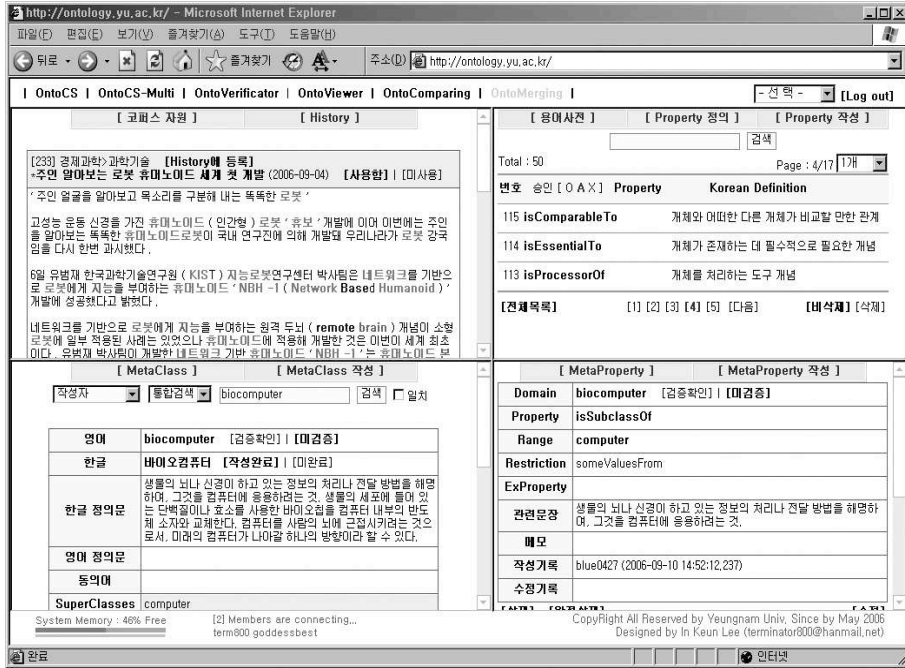 http://ontology.yu.ac.kr/ - Microsoft Internet Explorer
파일(F) 편집(E) 보기(V) 즐겨찾기(A) 도구(T) 도움말(H)
뒤로 즐겨찾기 주소(D) http://ontology.yu.ac.kr/
| OntoCS | OntoCS-Multi | OntoVerificator | OntoViewer | OntoComparing | OntoMerging | - 선 택 - [Log out]
[ 코퍼스 자원 ] [ History ]
[233] 경제과학>과학기술 [History에 등록]
*주인 알아보는 로봇 휴머노이드 세계 첫 개발 (2006-09-04) [사용함] | [미사용]
‘ 주인 얼굴을 알아보고 목소리를 구분해 내는 똑똑한 로봇 ’
고성능 운동 신경을 가진 휴머노이드 ( 인간형 ) 로봇 ‘ 휴보 ’ 개발에 이어 이번에는 주인
을 알아보는 똑똑한 휴머노이드로봇이 국내 연구진에 의해 개발돼 우리나라가 로봇 강국
임을 다시 한번 과시했다 .
6일 유범재 한국과학기술연구원 ( KIST ) 지능로봇연구센터 박사팀은 네트워크를 기반으
로 로봇에게 지능을 부여하는 휴머노이드 ‘ NBH -1 ( Network Based Humanoid ) ’
개발에 성공했다고 밝혔다 .
네트워크를 기반으로 로봇에게 지능을 부여하는 원격 두뇌 ( remote brain ) 개념이 소형
로봇에 일부 적용된 사례는 있었으나 휴머노이드에 적용해 개발한 것은 이번이 세계 최초
이다 . 유범재 박사팀이 개발한 네트워크 기반 휴머노이드 ‘ NBH -1 ’ 는 휴머노이드 본
[ 용어사전 ] [ Property 정의 ] [ Property 작성 ]
검색
Total : 50 Page : 4/17 1개
번호 승인 [ O A X ] Property Korean Definition
115 isComparableTo 개체와 어떠한 다른 개체가 비교할 만한 관계
114 isEssentialTo 개체가 존재하는 데 필수적으로 필요한 개념
113 isProcessorOf 개체를 처리하는 도구 개념
[전체목록] [1] [2] [3] [4] [5] [다음] [비삭제] [삭제]
[ MetaClass ] [ MetaClass 작성 ]
작성자 통합검색 biocomputer 검색 일치
영어 biocomputer [검증확인] | [미검증]
한글 바이오컴퓨터 [작성완료] | [미완료]
한글 정의문 생물의 뇌나 신경이 하고 있는 정보의 처리나 전달 방법을 해명
하여, 그것을 컴퓨터에 응용하려는 것. 생물의 세포에 들어 있
는 단백질이나 효소를 사용한 바이오칩을 컴퓨터 내부의 반도
체 소자와 교체한다. 컴퓨터를 사람의 뇌에 근접시키려는 것으
로서, 미래의 컴퓨터가 나아갈 하나의 방향이라 할 수 있다.
영어 정의문
동의어
SuperClasses computer
[ MetaProperty ] [ MetaProperty 작성 ]
Domain biocomputer [검증확인] | [미검증]
Property isSubclassOf
Range computer
Restriction someValuesFrom
ExProperty
관련문장 생물의 뇌나 신경이 하고 있는 정보의 처리나 전달 방법을 해명하
여, 그것을 컴퓨터에 응용하려는 것.
메모
작성기록 blue0427 (2006-09-10 14:52:12,237)
수정기록
System Memory : 46% Free
[2] Members are connecting...
term800 goddessbest
CopyRight All Reserved by Yeungnam Univ, Since by May 2006
Designed by In Keun Lee (terminator800@hanmail,net)
완료 인터넷